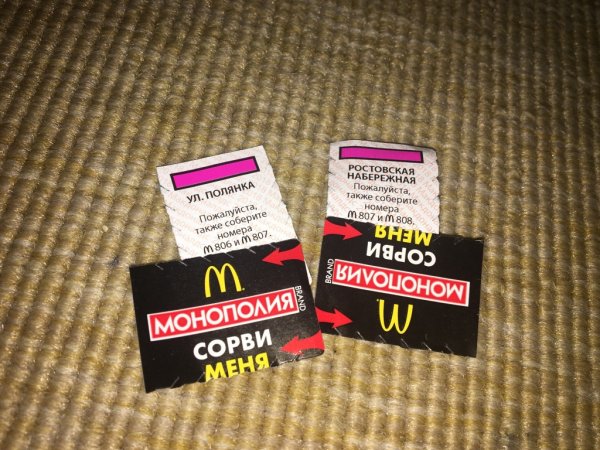 УЛ. ПОЛЯНКА
Пожалуйста,
также соберите
номера
M 806 и M 807.
M
МОНОПОЛИЯ
BRAND
СОРВИ
МЕНЯ
РОСТОВСКАЯ
НАБЕРЕЖНАЯ
Пожалуйста,
также соберите
номера
M 807 и M 808.
МЕНЯ
СОРВИ
BRAND
МОНОПОЛИЯ
M